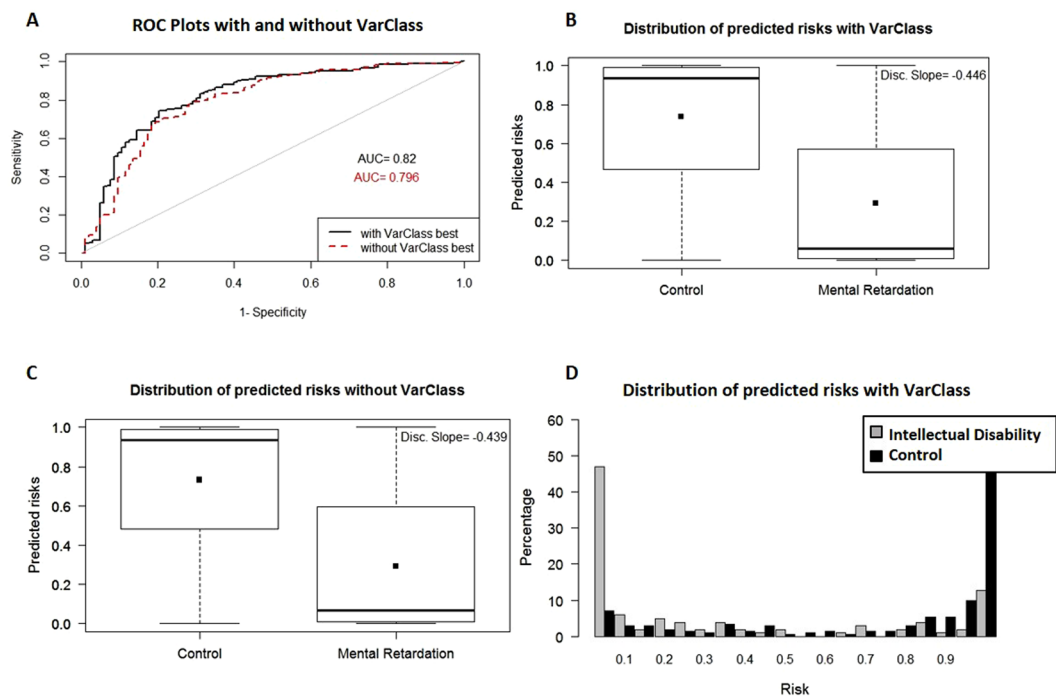 A
ROC Plots with and without VarClass
Sensitivity
1.0
0.8
0.6
0.4
0.2
0.0
AUC= 0.82
AUC= 0.796
with VarClass best
without VarClass best
0.0 0.2 0.4 0.6 0.8 1.0
1- Specificity
B
Distribution of predicted risks with VarClass
Disc. Slope= -0.446
Predicted risks
1.0
0.8
0.6
0.4
0.2
0.0
Control Mental Retardation
C
Distribution of predicted risks without VarClass
Disc. Slope= -0.439
Predicted risks
1.0
0.8
0.6
0.4
0.2
0.0
Control Mental Retardation
D
Distribution of predicted risks with VarClass
Intellectual Disability
Control
Percentage
60
50
40
30
20
10
0
0.1 0.2 0.3 0.4 0.5 0.6 0.7 0.8 0.9
Risk